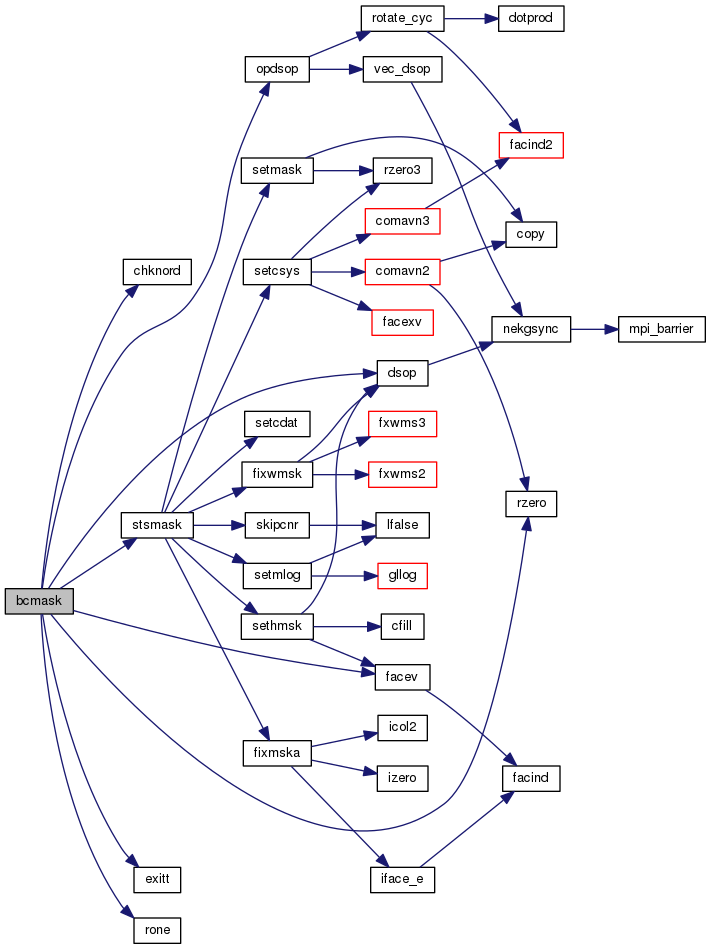 rotate_cyc
dotprod
opdsop
vec_dsop
facind2
setmask
rzero3
comavn3
copy
chknord
setcsys
comavn2
facexv
nekgsync
mpi_barrier
dsop
setcdat
fxwms3
fixwmsk
fxwms2
rzero
stsmask
skipcnr
lfalse
setmlog
gllog
bcmask
sethmsk
cfill
facev
icol2
fixmska
izero
facind
exitt
iface_e
rone